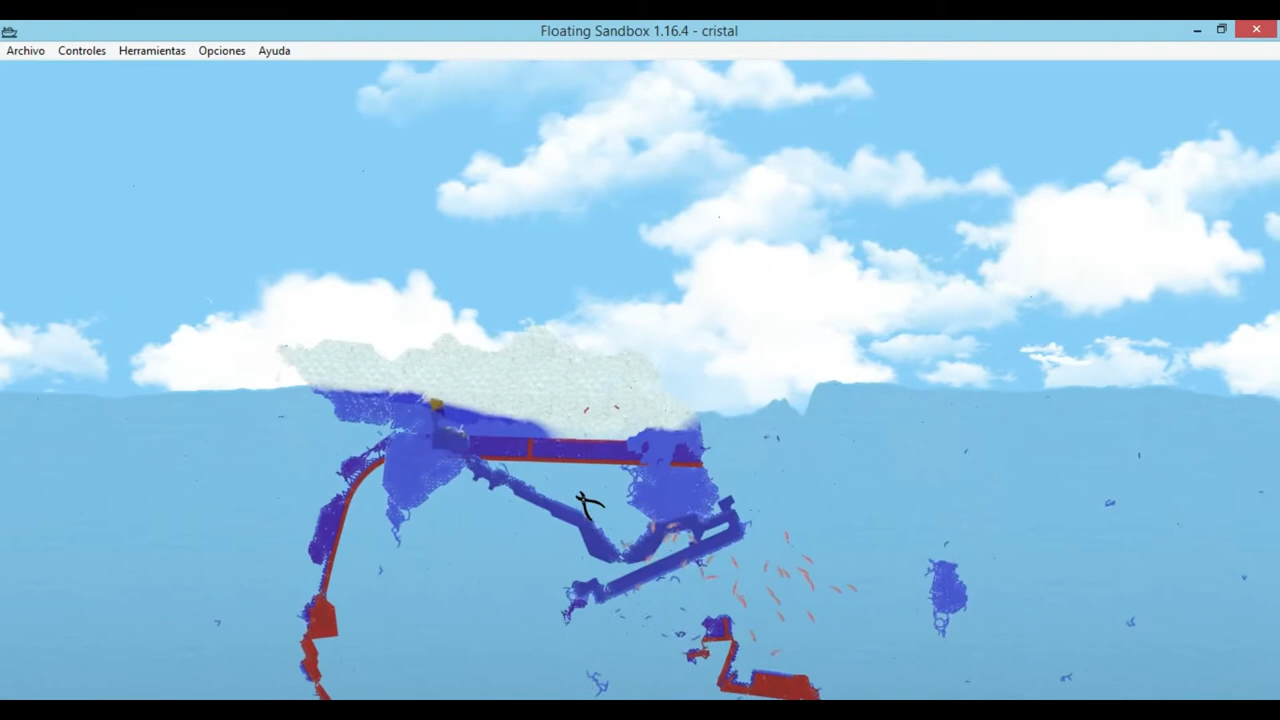 Floating Sandbox 1.16.4 - cristal
Archivo Controles Herramientas Opciones Ayuda